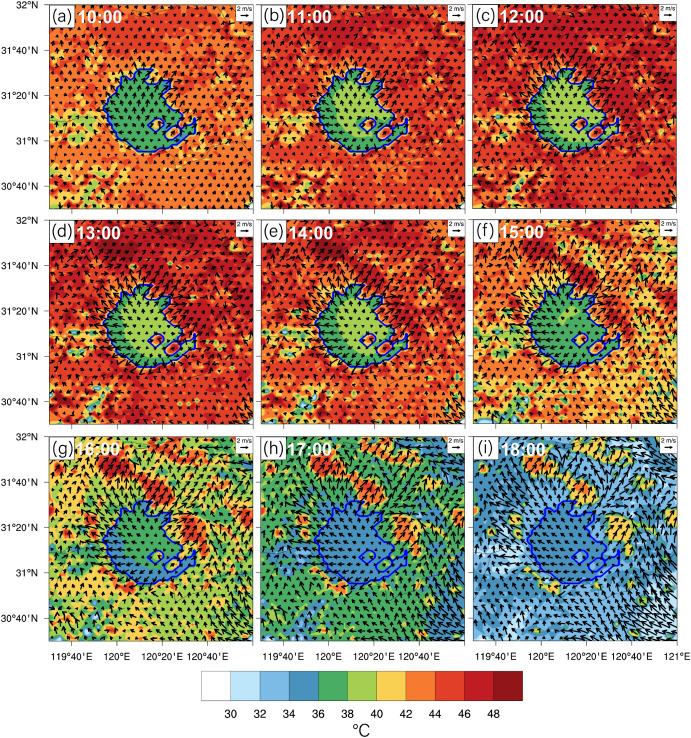 (a) 10:00 2 m/s (b) 11:00 2 m/s (c) 12:00 2 m/s
32°N
31°40′N
31°20′N
31°N
30°40′N
(d) 13:00 2 m/s (e) 14:00 2 m/s (f) 15:00 2 m/s
32°N
31°40′N
31°20′N
31°N
30°40′N
(g) 16:00 2 m/s (h) 17:00 2 m/s (i) 18:00 2 m/s
32°N
31°40′N
31°20′N
31°N
30°40′N
119°40′E 120°E 120°20′E 120°40′E 119°40′E 120°E 120°20′E 120°40′E 119°40′E 120°E 120°20′E 120°40′E 121°E
30 32 34 36 38 40 42 44 46 48
°C